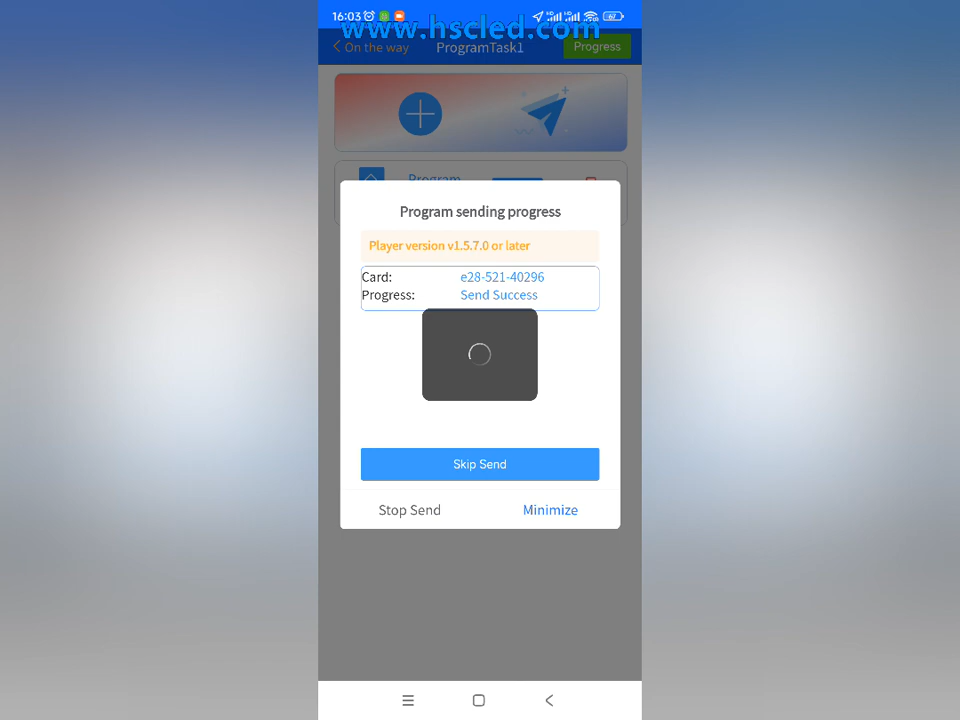 16:03
www.hscled.com
On the way ProgramTask1 Progress
Program
Program sending progress
Player version v1.5.7.0 or later
Card: e28-521-40296
Progress: Send Success
Skip Send
Stop Send Minimize